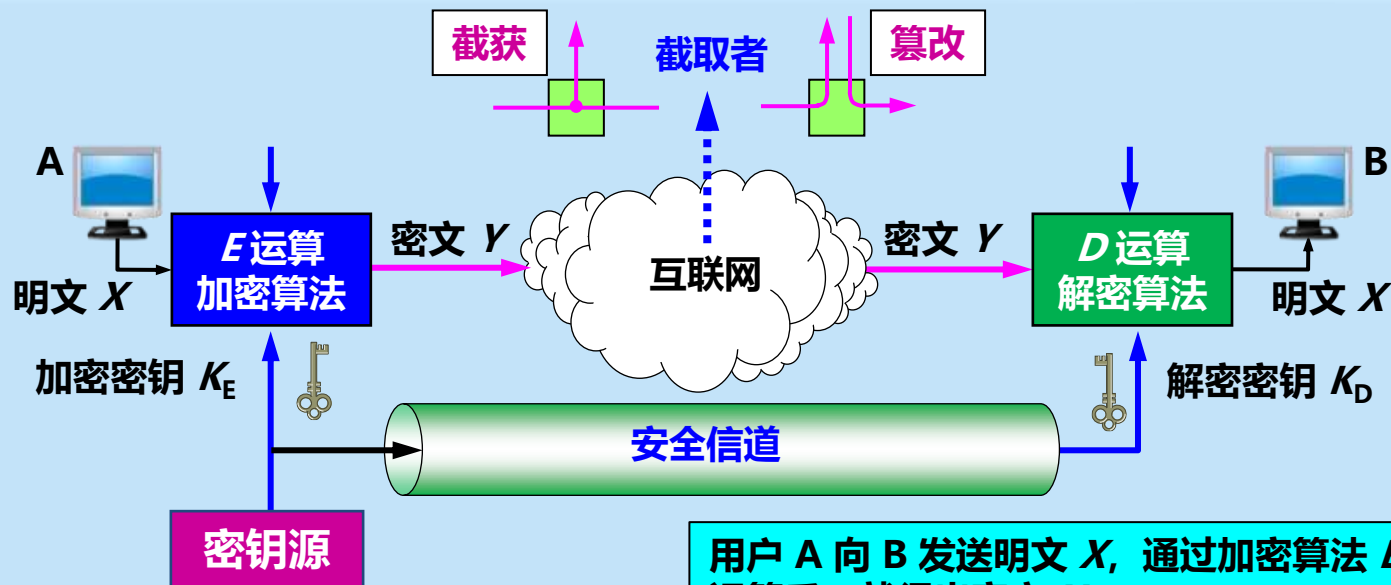 截获
截取者
篡改
A
B
E 运算
加密算法
密文 Y
互联网
密文 Y
D 运算
解密算法
明文 X
明文 X
加密密钥 KE
解密密钥 KD
安全信道
密钥源
用户 A 向 B 发送明文 X，通过加密算法